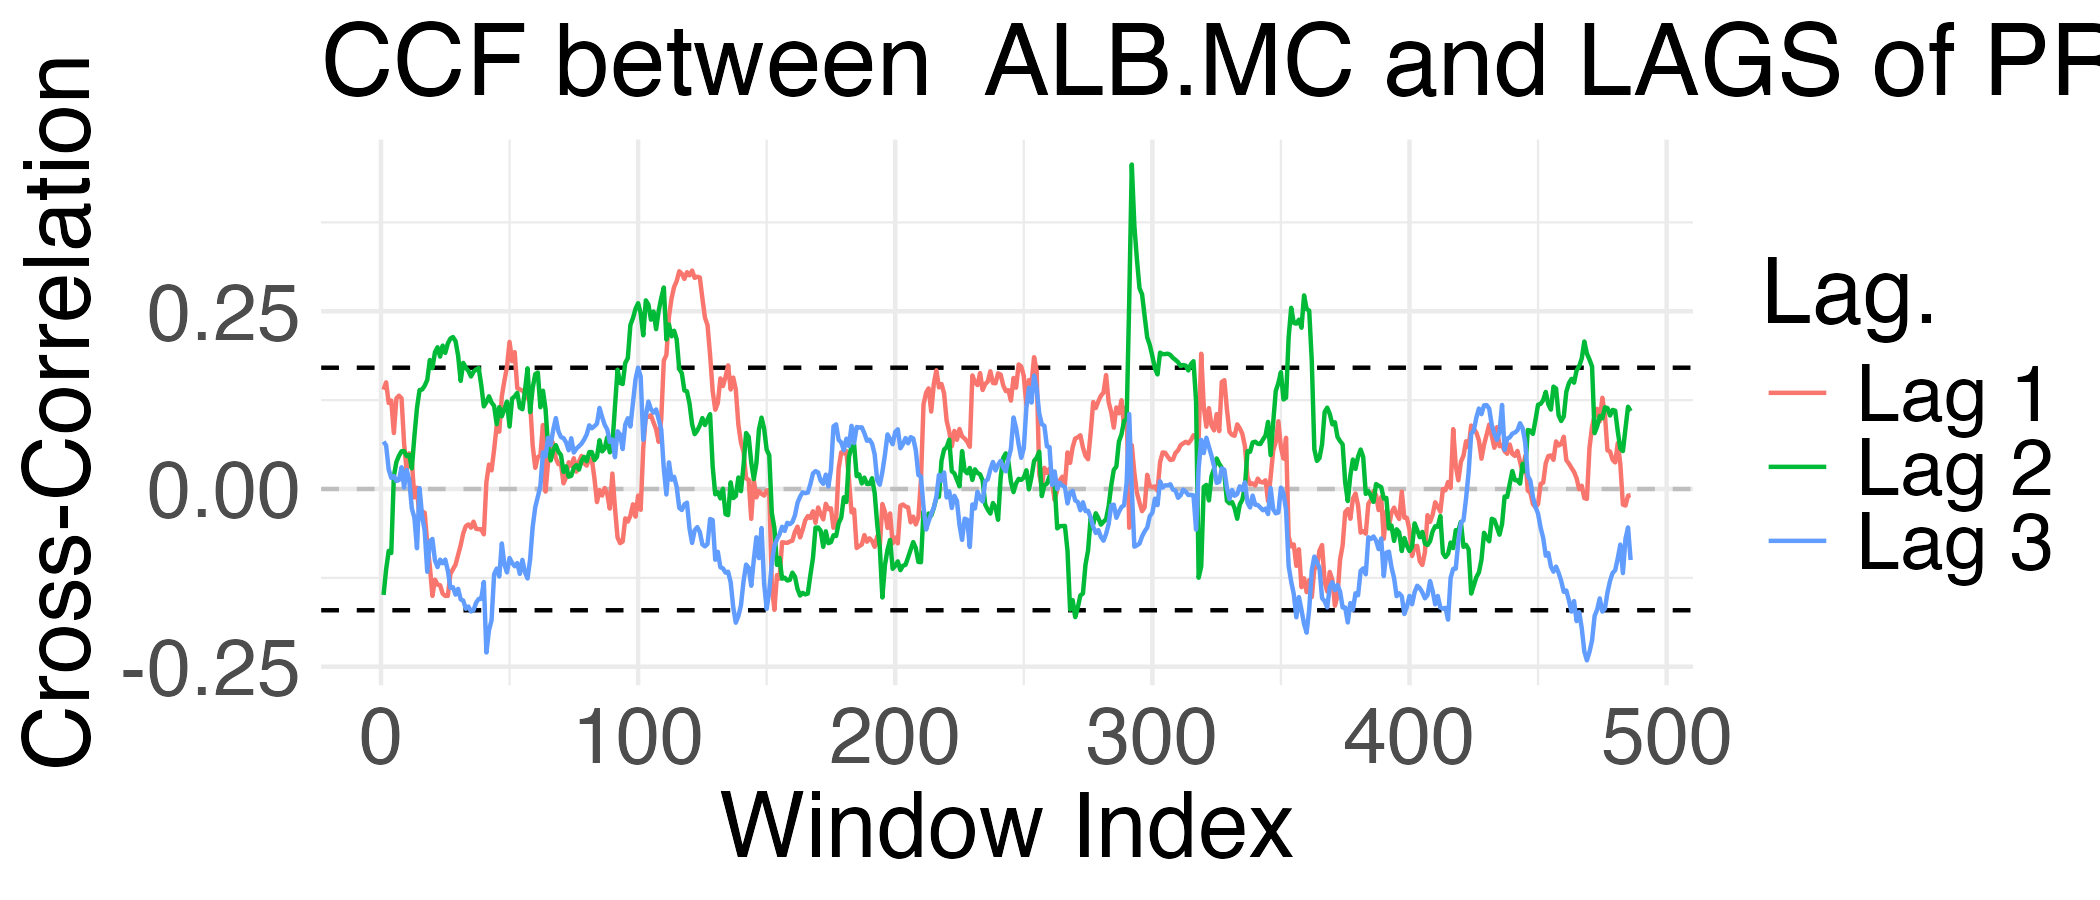 CCF between  ALB.MC and LAGS of PR
Cross-Correlation
0.25
0.00
-0.25
0
100
200
300
400
500
Window Index
Lag.
Lag 1
Lag 2
Lag 3